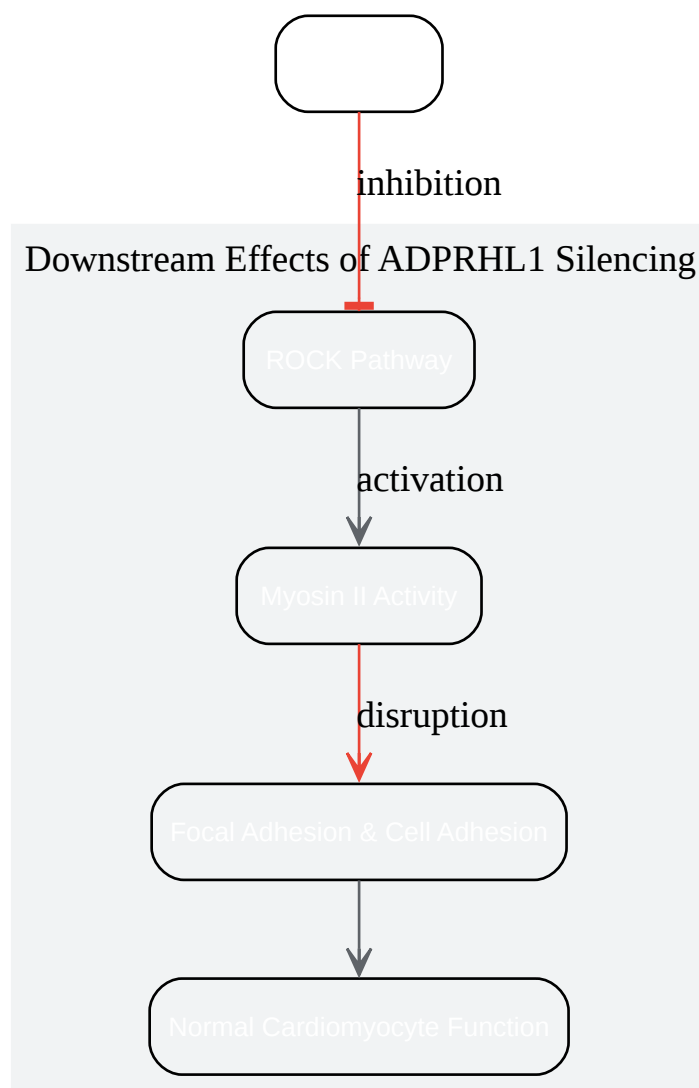 inhibition
Downstream Effects of ADPRHL1 Silencing
ROCK Pathway
activation
Myosin II Activity
disruption
Focal Adhesion & Cell Adhesion
Normal Cardiomyocyte Function